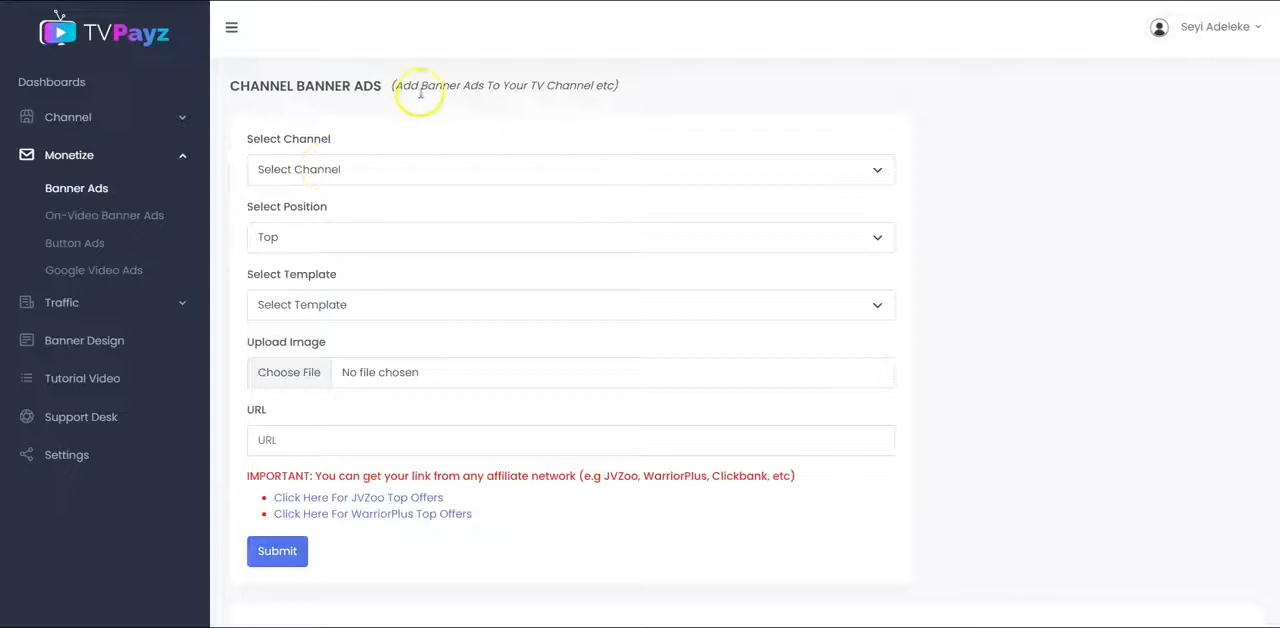 TVPayz
Seyi Adeleke
Dashboards
Channel
Monetize
Banner Ads
On-Video Banner Ads
Button Ads
Google Video Ads
Traffic
Banner Design
Tutorial Video
Support Desk
Settings
CHANNEL BANNER ADS (Add Banner Ads To Your TV Channel etc)
Select Channel
Select Channel
Select Position
Top
Select Template
Select Template
Upload Image
Choose File No file chosen
URL
URL
IMPORTANT: You can get your link from any affiliate network (e.g JVZoo, WarriorPlus, Clickbank, etc)
• Click Here For JVZoo Top Offers
• Click Here For WarriorPlus Top Offers
Submit